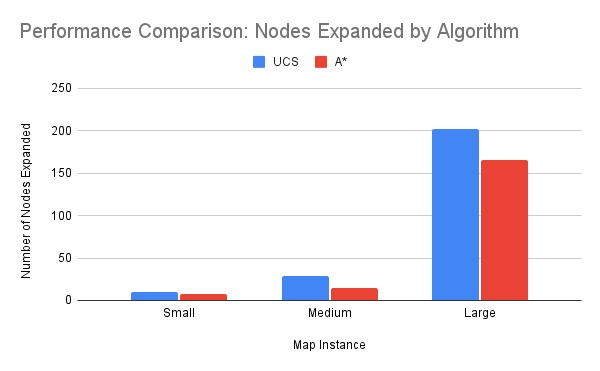 Performance Comparison: Nodes Expanded by Algorithm
UCS
A*
Number of Nodes Expanded
250
200
150
100
50
0
Small
Medium
Large
Map Instance